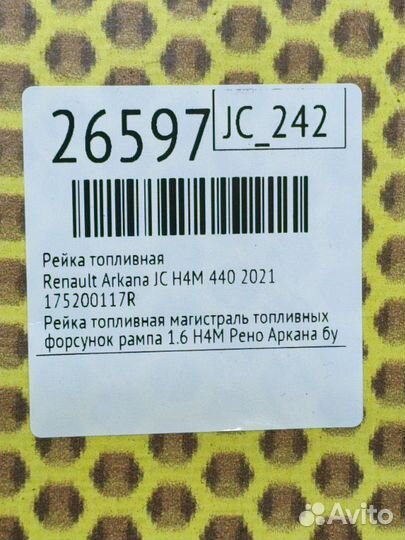 26597
JC_242
Рейка топливная
Renault Arkana JC H4M 440 2021
175200117R
Рейка топливная магистраль топливных
форсунок рампа 1.6 H4M Рено Аркана бу
Avito